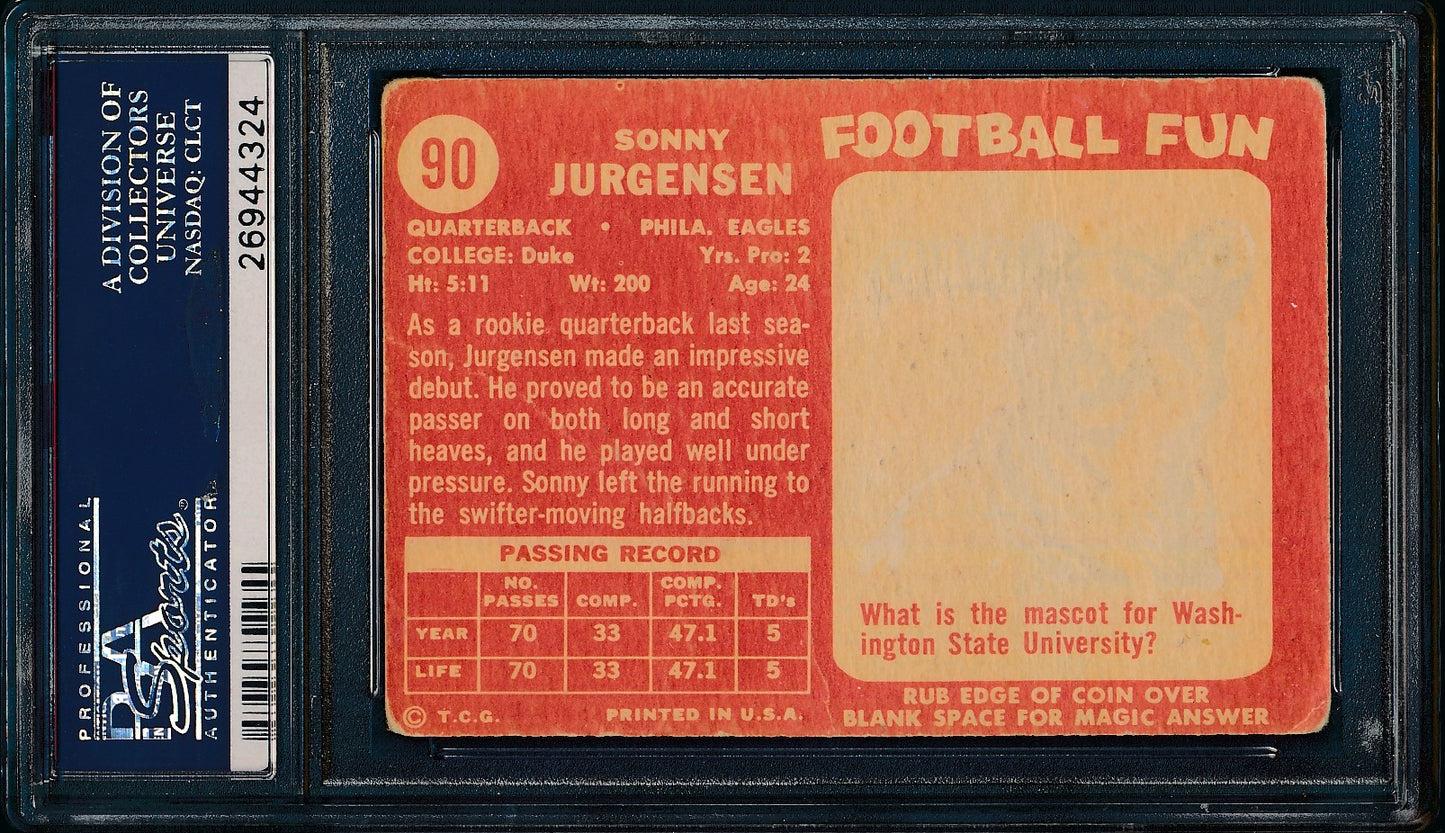 A DIVISION OF
COLLECTORS
UNIVERSE
NASDAQ: CLCT
26944324
PROFESSIONAL
PSA
Sports
AUTHENTICATOR
90
SONNY
JURGENSEN
QUARTERBACK • PHILA. EAGLES
COLLEGE: Duke Yrs. Pro: 2
Ht: 5:11 Wt: 200 Age: 24
As a rookie quarterback last sea-
son, Jurgensen made an impressive
debut. He proved to be an accurate
passer on both long and short
heaves, and he played well under
pressure. Sonny left the running to
the swifter-moving halfbacks.
PASSING RECORD
NO. PASSES COMP. COMP. PCTG. TD's
YEAR 70 33 47.1 5
LIFE 70 33 47.1 5
© T.C.G. PRINTED IN U.S.A.
FOOTBALL FUN
What is the mascot for Wash-
ington State University?
RUB EDGE OF COIN OVER
BLANK SPACE FOR MAGIC ANSWER